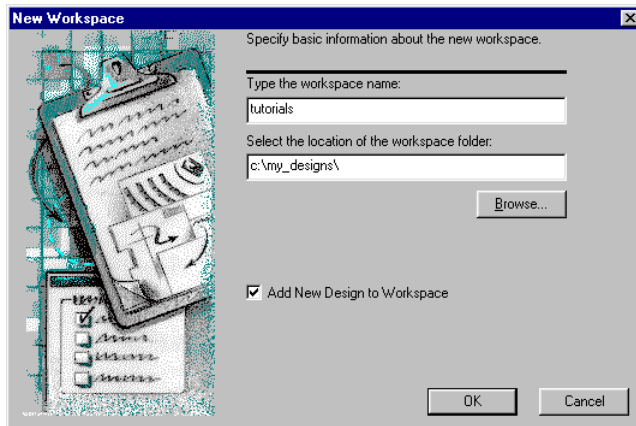 New Workspace
Specify basic information about the new workspace.
Type the workspace name:
tutorials
Select the location of the workspace folder:
c:\my_designs\
Browse...
Add New Design to Workspace
OK
Cancel